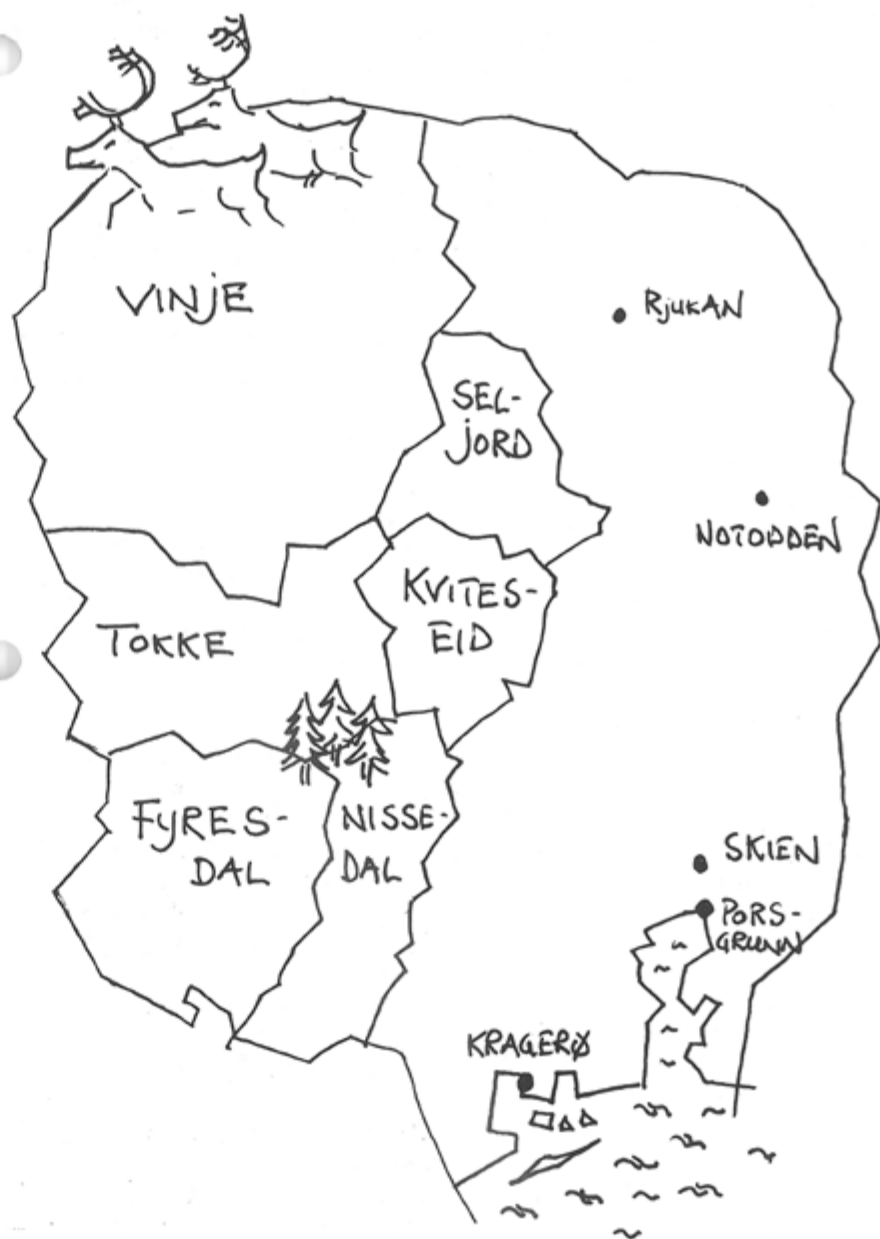 VINJE
RJUKAN
SEL-
JORD
NOTODDEN
KVITES-
EID
TOKKE
FYRES-
DAL
NISSE-
DAL
SKIEN
PORS-
GRUNN
KRAGERØ